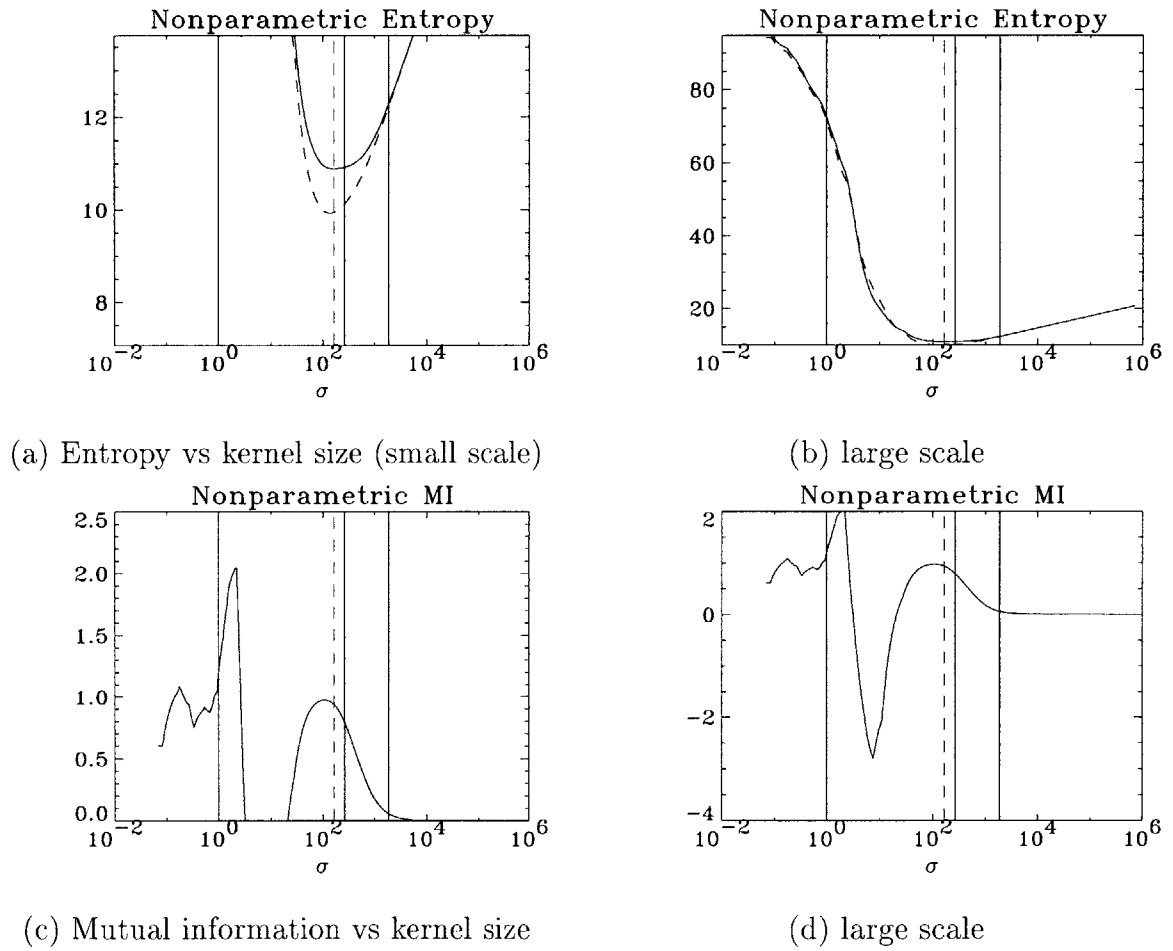 Nonparametric Entropy
12
10
8
10^-2 10^0 10^2 10^4 10^6
σ
(a) Entropy vs kernel size (small scale)
Nonparametric Entropy
80
60
40
20
10^-2 10^0 10^2 10^4 10^6
σ
(b) large scale
Nonparametric MI
2.5
2.0
1.5
1.0
0.5
0.0
10^-2 10^0 10^2 10^4 10^6
σ
(c) Mutual information vs kernel size
Nonparametric MI
2
0
-2
-4
10^-2 10^0 10^2 10^4 10^6
σ
(d) large scale